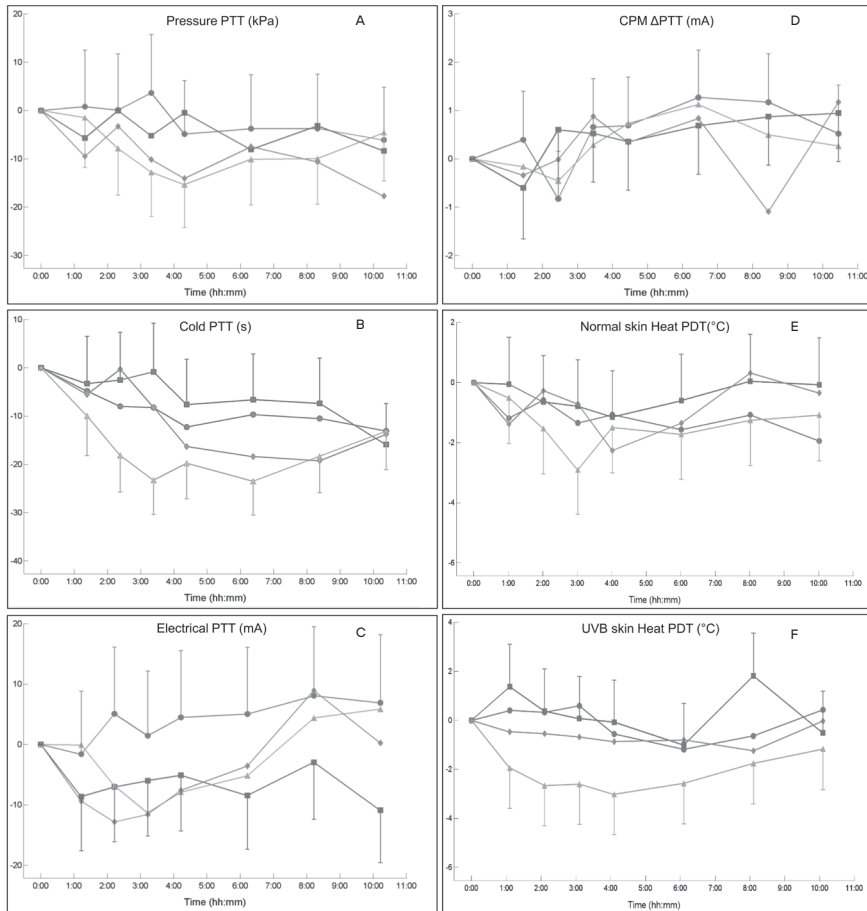 Pressure PTT (kPa)
A
20
10
0
-10
-20
-30
0:00 1:00 2:00 3:00 4:00 5:00 6:00 7:00 8:00 9:00 10:00 11:00
Time (hh:mm)
CPM ΔPTT (mA)
D
3
2
1
0
-1
-2
0:00 1:00 2:00 3:00 4:00 5:00 6:00 7:00 8:00 9:00 10:00 11:00
Time (hh:mm)
Cold PTT (s)
B
10
0
-10
-20
-30
-40
0:00 1:00 2:00 3:00 4:00 5:00 6:00 7:00 8:00 9:00 10:00 11:00
Time (hh:mm)
Normal skin Heat PDT(°C)
E
2
0
-2
-4
-6
0:00 1:00 2:00 3:00 4:00 5:00 6:00 7:00 8:00 9:00 10:00 11:00
Time (hh:mm)
Electrical PTT (mA)
C
20
10
0
-10
-20
0:00 1:00 2:00 3:00 4:00 5:00 6:00 7:00 8:00 9:00 10:00 11:00
Time (hh:mm)
UVB skin Heat PDT (°C)
F
4
2
0
-2
-4
-6
0:00 1:00 2:00 3:00 4:00 5:00 6:00 7:00 8:00 9:00 10:00 11:00
Time (hh:mm)